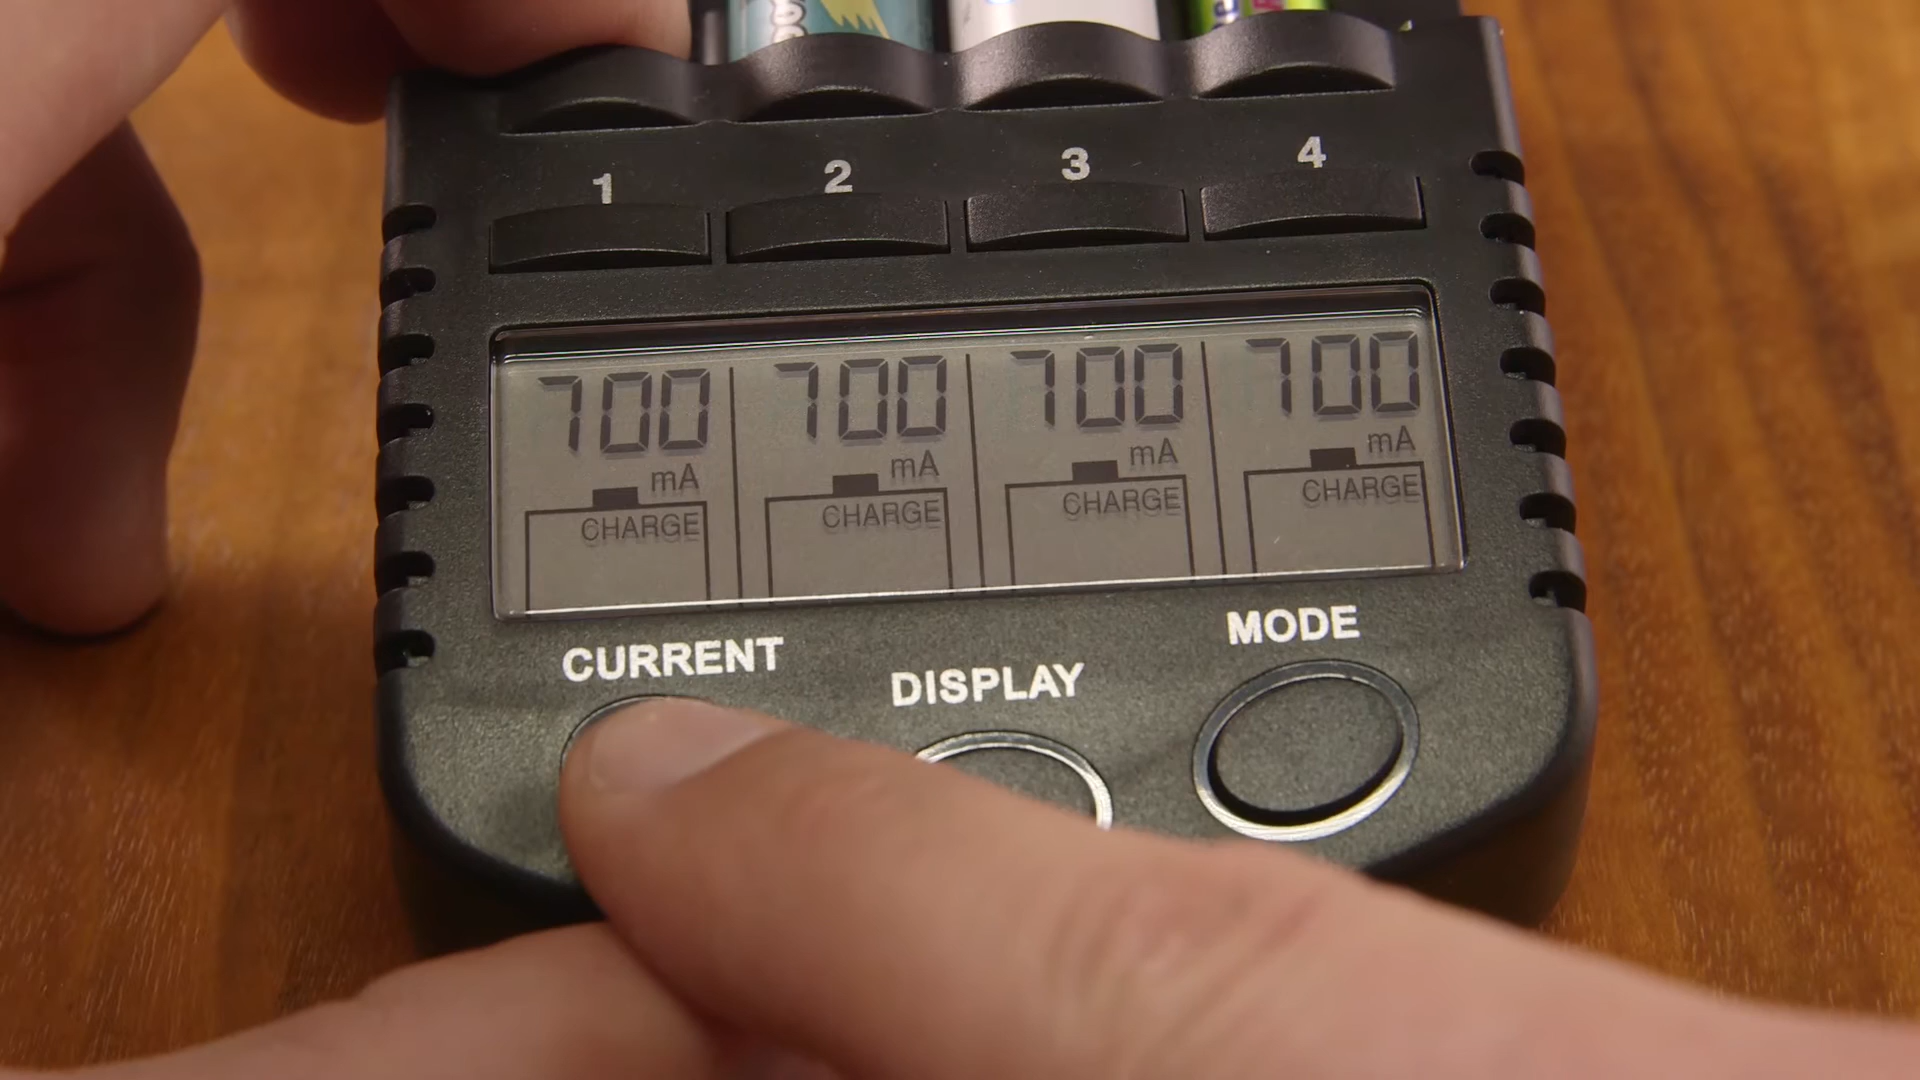 1 2 3 4
700 700 700 700
mA mA mA mA
CHARGE CHARGE CHARGE CHARGE
CURRENT DISPLAY MODE